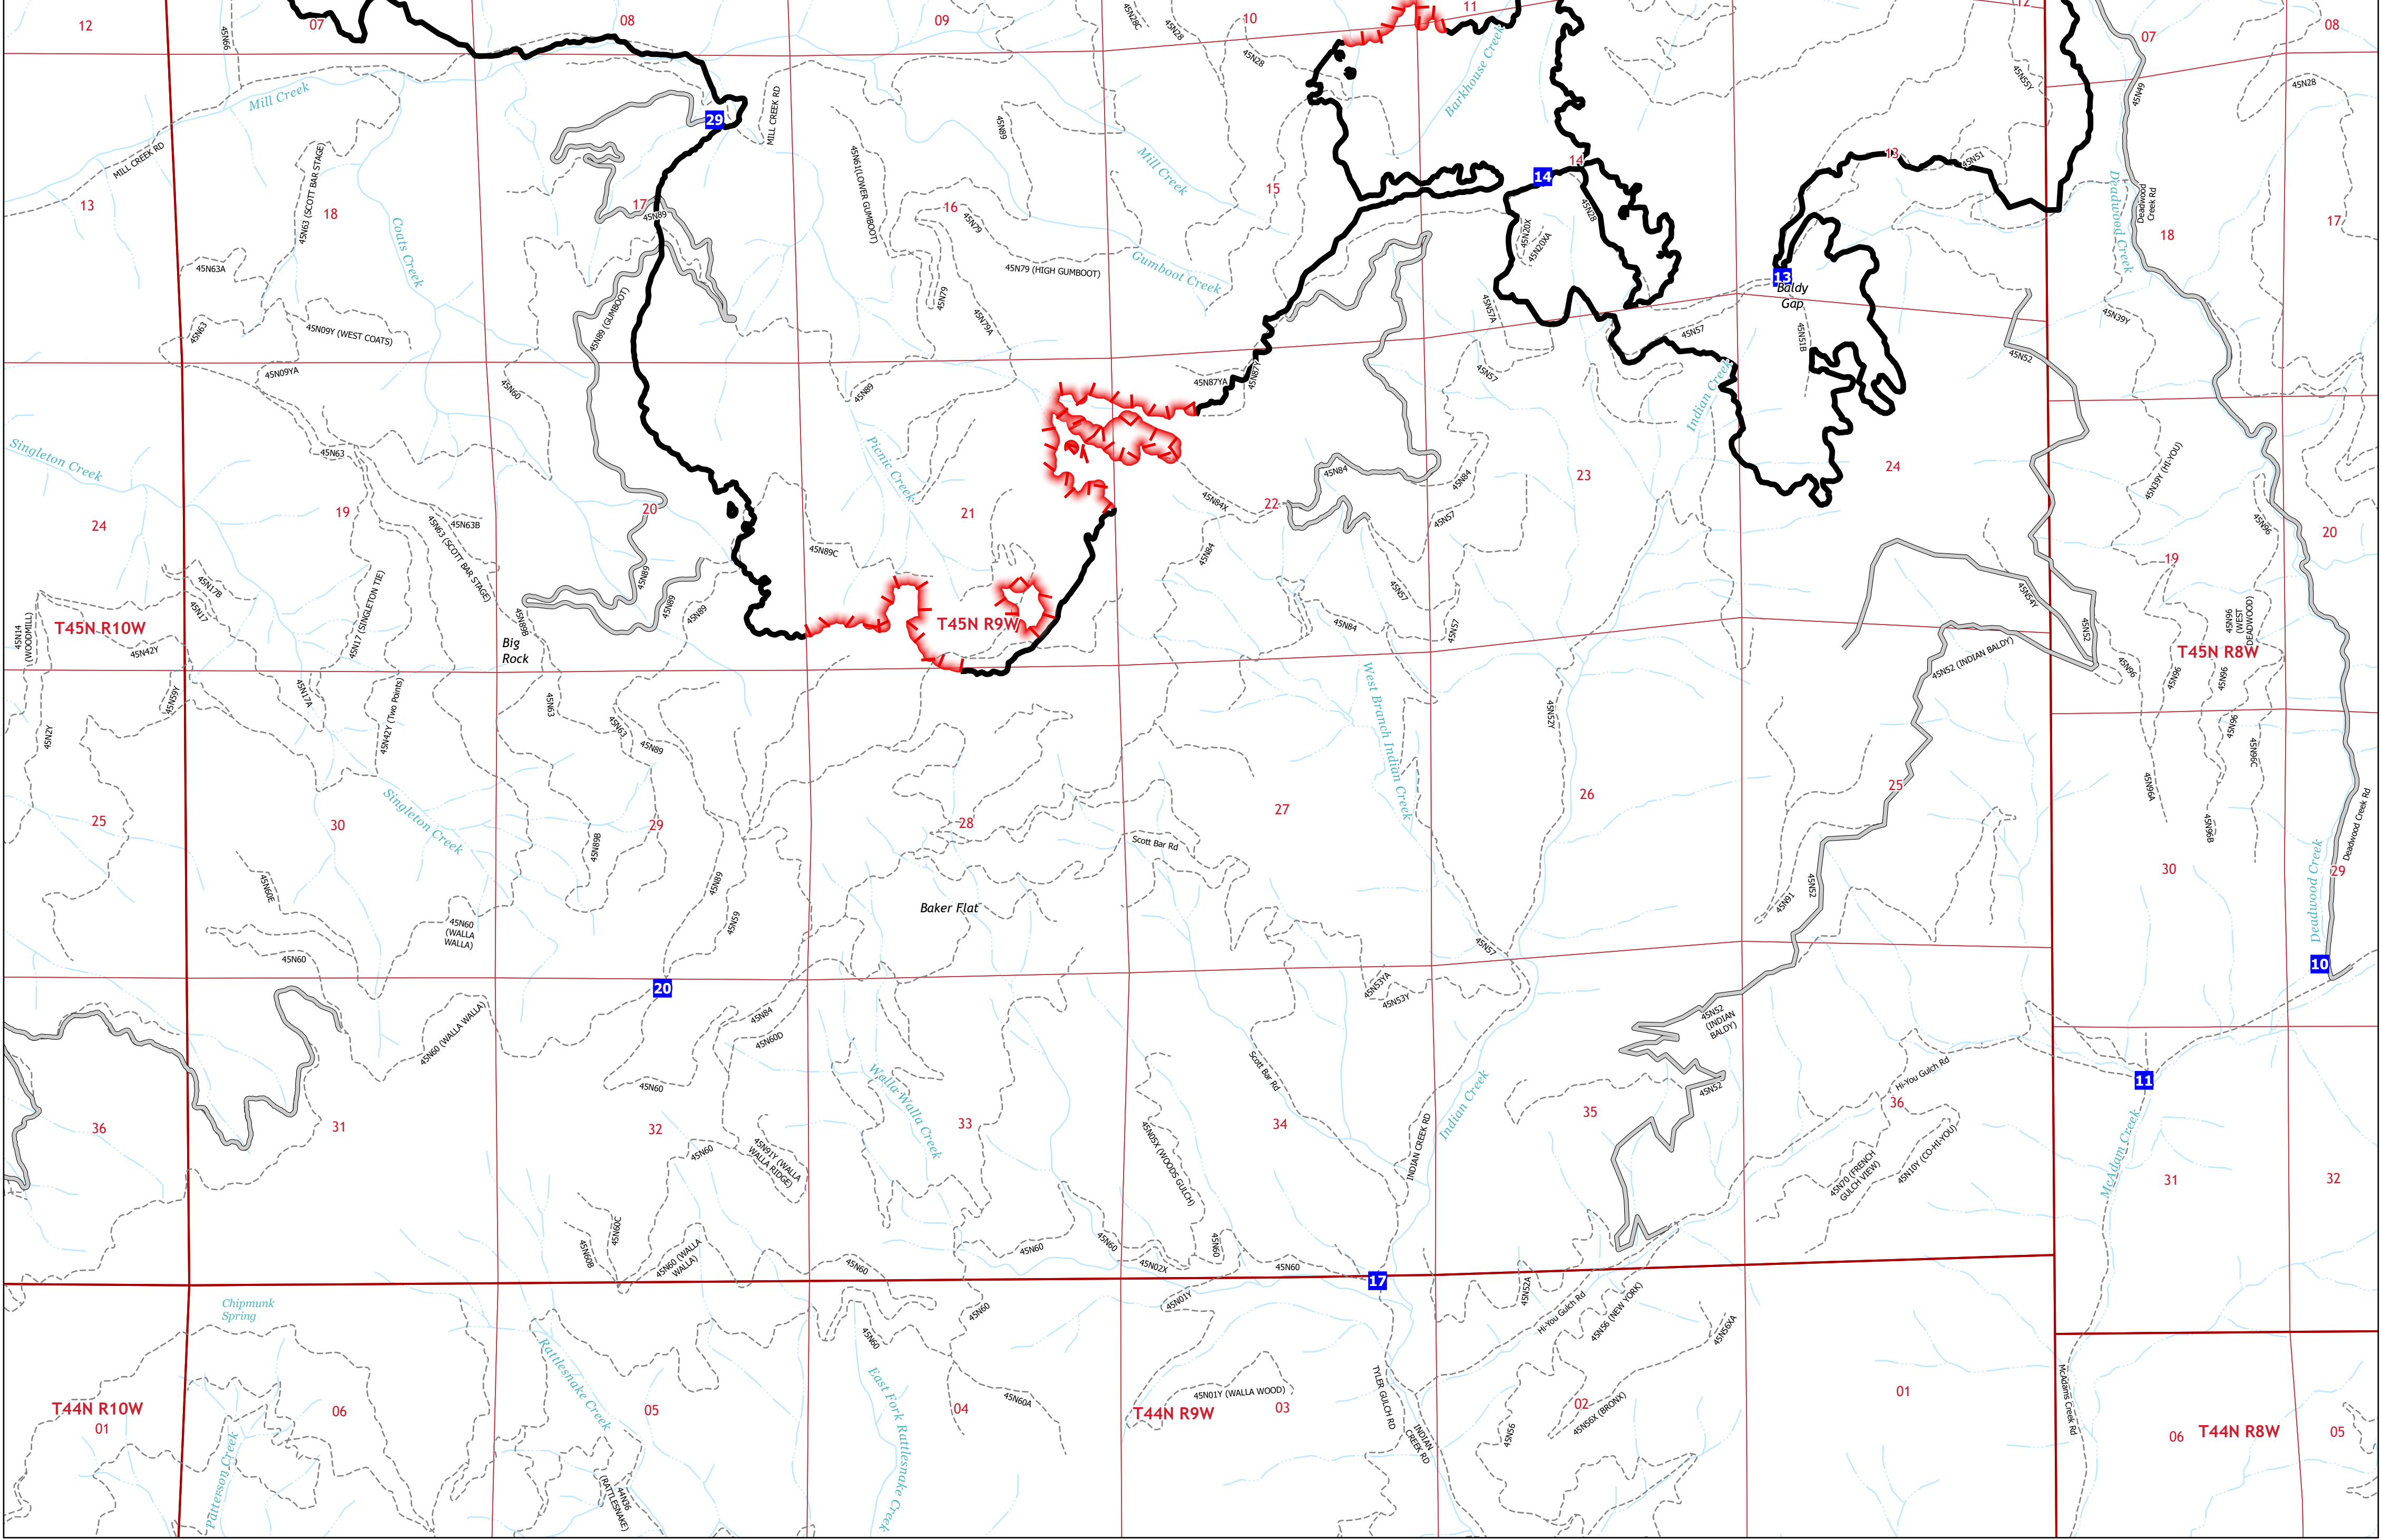 12
07
08
09
10
11
12
07
08
45N66
45N28C
45N28
45N28
45N55Y
45N49
45N28
Mill Creek
Barkhouse Creek
MILL CREEK RD
MILL CREEK RD
29
14
14
13
45N51
45N89
45N61(LOWER GUMBOOT)
Mill Creek
13
18
45N63 (SCOTT BAR STAGE)
17
45N89
16
45N79
15
45N28
45N20X
45N20XA
Deadwood Creek
Deadwood
Creek Rd
18
17
Coats Creek
45N63A
45N79 (HIGH GUMBOOT)
Gumboot Creek
13
Baldy
Gap
45N79
45N79A
45N57A
45N63
45N09Y (WEST COATS)
45N89 (GUMBOOT)
45N57
45N51B
45N39Y
45N52
45N09YA
45N60
45N89
45N87YA
45N87Y
45N57
Indian Creek
Singleton Creek
45N63
Picnic Creek
45N84
45N84
45N84X
23
24
45N39Y (HI-YOU)
24
19
45N63B
45N63 (SCOTT BAR STAGE)
20
21
22
45N57
45N96
20
45N89C
45N84
19
45N17B
45N17
45N17 (SINGLETON TIE)
45N89
45N89
45N89
45N89B
45N57
45N54Y
45N14
(WOODMILL)
T45N R10W
T45N R9W
45N84
45N57
45N52
45N96
(WEST
DEADWOOD)
45N42Y
Big
Rock
T45N R8W
45N52 (INDIAN BALDY)
45N96
45N96
45N96
45N59Y
45N17A
45N42Y (Two Points)
45N63
45N63
45N89
45N2Y
West Branch Indian Creek
45N52Y
45N96
45N96C
45N96A
25
30
Singleton Creek
29
45N89B
28
27
26
25
45N96B
Deadwood Creek Rd
Scott Bar Rd
30
29
45N60E
45N89
45N59
45N52
45N91
Baker Flat
Deadwood Creek
45N60
(WALLA
WALLA)
45N60
45N57
10
20
45N53YA
45N53Y
45N84
45N60D
45N52
(INDIAN
BALDY)
45N60 (WALLA WALLA)
45N60
Walla Walla Creek
Scott Bar Rd
Indian Creek
45N52
Hi-You Gulch Rd
11
36
31
32
33
34
35
36
INDIAN CREEK RD
McAdam Creek
45N60
45N91Y (WALLA
WALLA RIDGE)
45N05X (WOODS GULCH)
45N70 (FRENCH
GULCH VIEW)
45N10Y (CO-HI-YOU)
31
32
45N60C
45N60B
45N60 (WALLA
WALLA)
45N60
45N60
45N60
45N60
45N02X
45N60
17
45N52A
45N01Y
Chipmunk
Spring
45N60
45N60
Hi-You Gulch Rd
45N56 (NEW YORK)
45N56XA
Rattlesnake Creek
East Fork Rattlesnake Creek
TYLER GULCH RD
McAdams Creek Rd
45N60A
45N01Y (WALLA WOOD)
T44N R10W
01
06
05
04
T44N R9W
03
02
01
45N56X (BRONX)
45N56
INDIAN
CREEK RD
06
T44N R8W
05
Patterson Creek
44N36
(RATTLESNAKE)